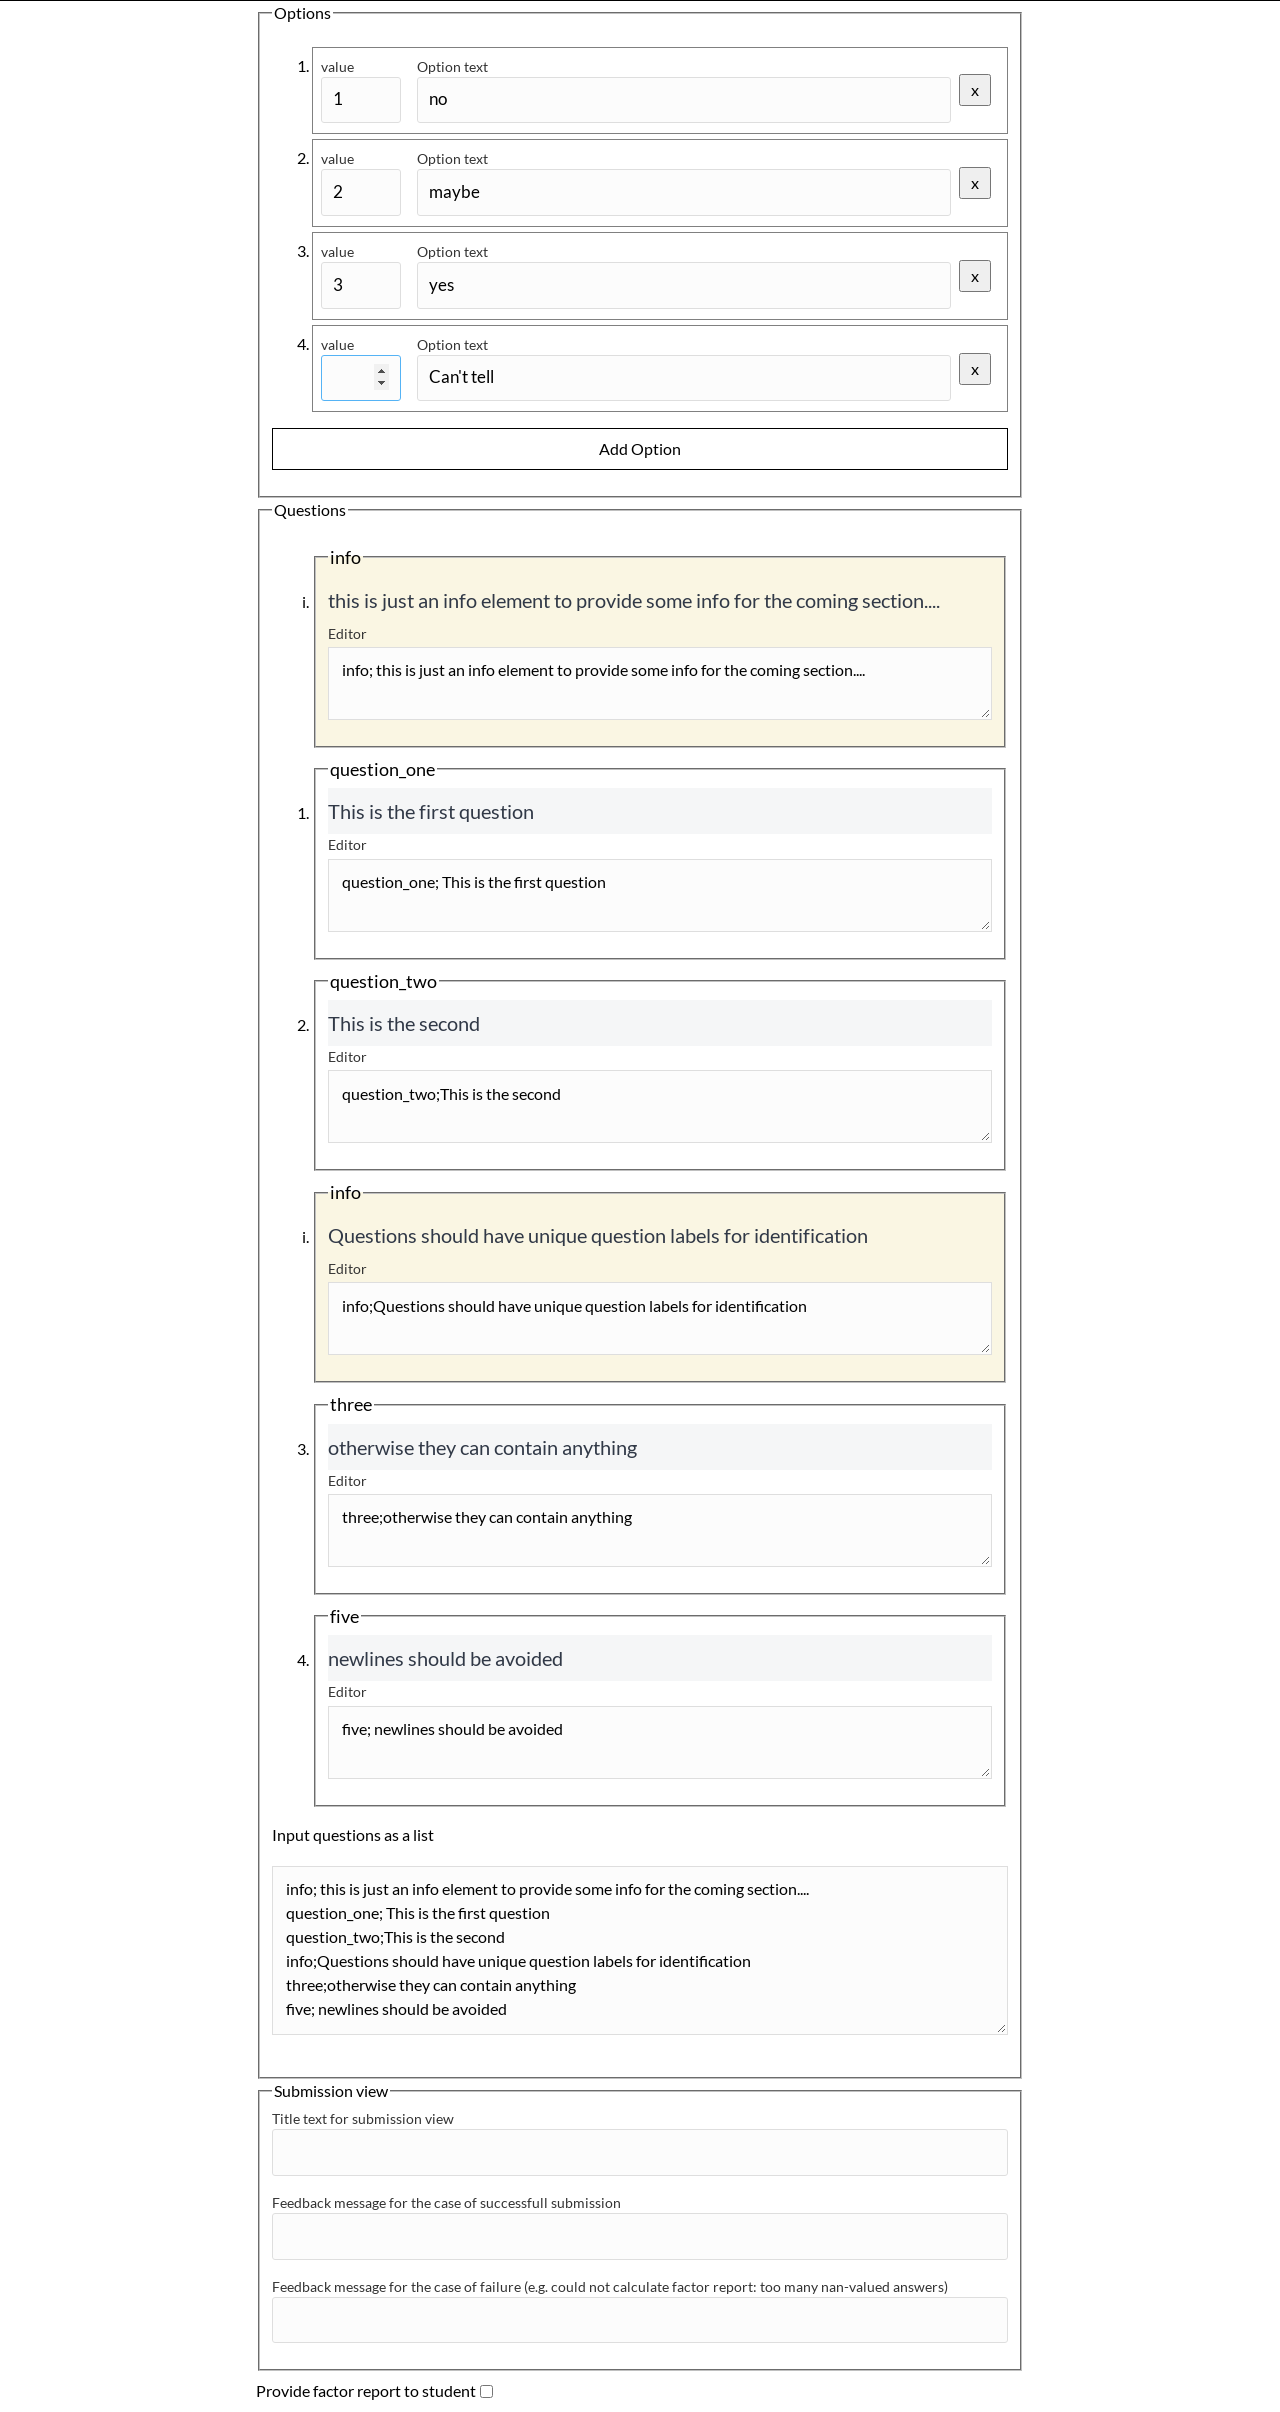 Options
1.
value
Option text
1
no
x
2.
value
Option text
2
maybe
x
3.
value
Option text
3
yes
x
4.
value
Option text
Can't tell
x
Add Option
Questions
info
i.
this is just an info element to provide some info for the coming section....
Editor
info; this is just an info element to provide some info for the coming section....
question_one
1.
This is the first question
Editor
question_one; This is the first question
question_two
2.
This is the second
Editor
question_two;This is the second
info
i.
Questions should have unique question labels for identification
Editor
info;Questions should have unique question labels for identification
three
3.
otherwise they can contain anything
Editor
three;otherwise they can contain anything
five
4.
newlines should be avoided
Editor
five; newlines should be avoided
Input questions as a list
info; this is just an info element to provide some info for the coming section....
question_one; This is the first question
question_two;This is the second
info;Questions should have unique question labels for identification
three;otherwise they can contain anything
five; newlines should be avoided
Submission view
Title text for submission view
Feedback message for the case of successfull submission
Feedback message for the case of failure (e.g. could not calculate factor report: too many nan-valued answers)
Provide factor report to student